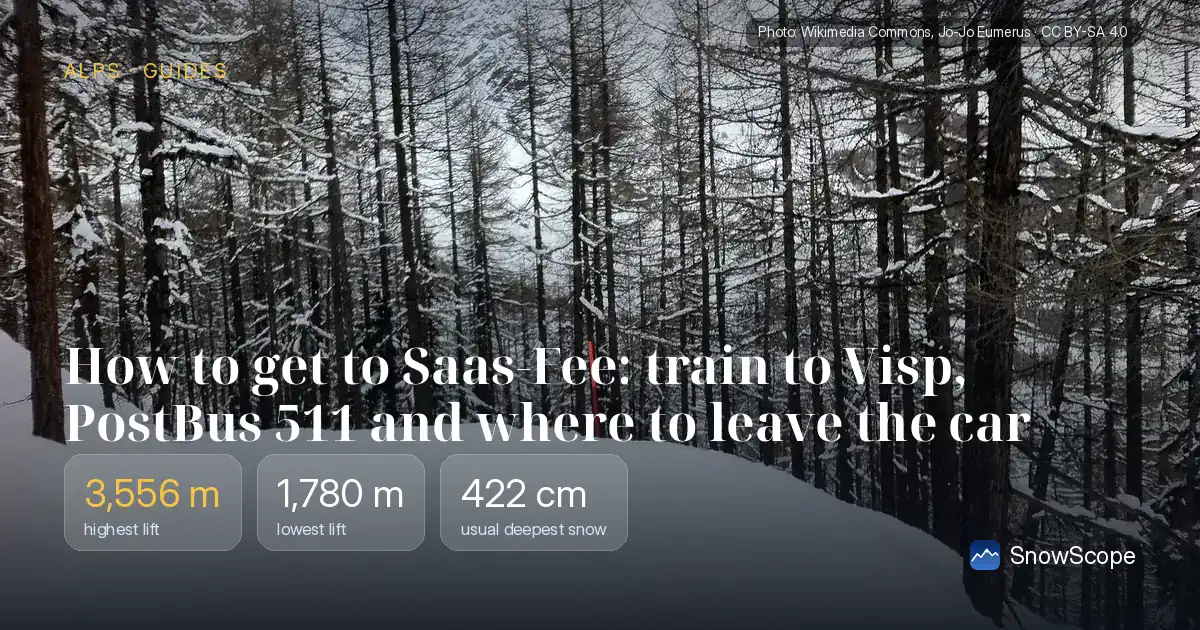 Photo: Wikimedia Commons, Jo-Jo Eumerus · CC BY-SA 4.0
ALPS · GUIDES
How to get to Saas-Fee: train to Visp,
PostBus 511 and where to leave the car
3,556 m
highest lift
1,780 m
lowest lift
422 cm
usual deepest snow
SnowScope